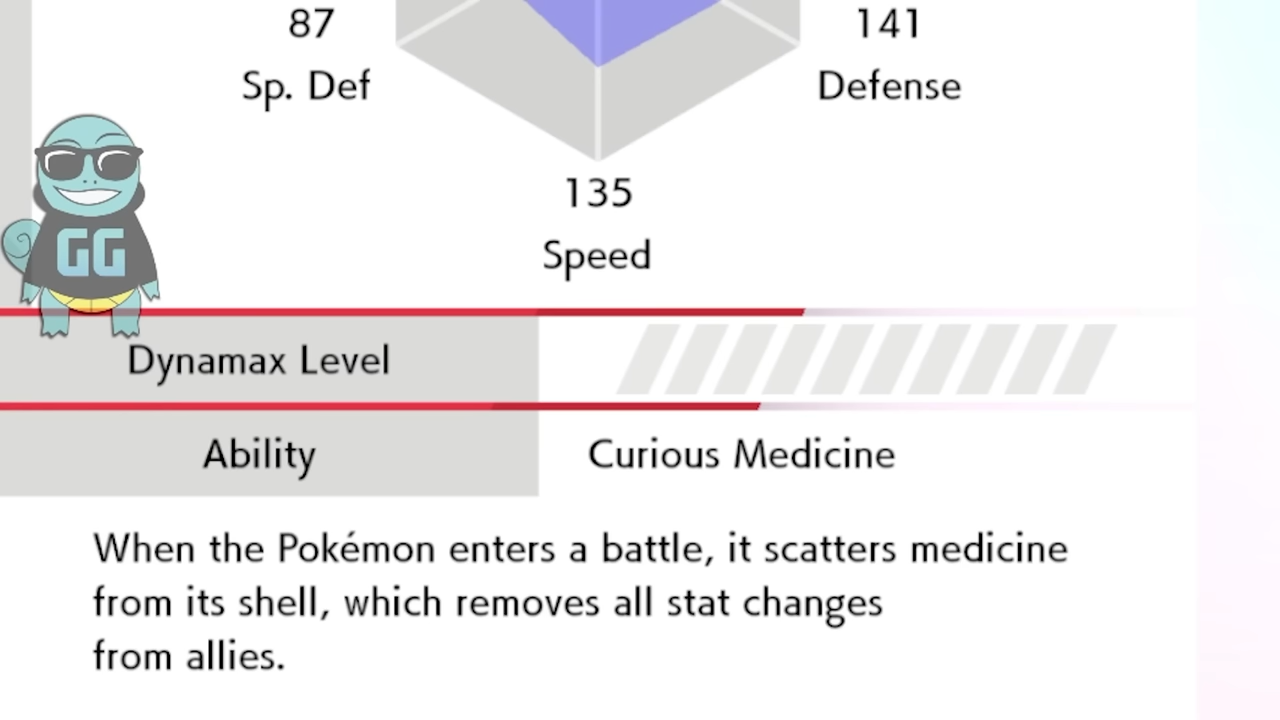 87
141
Sp. Def
Defense
135
Speed
GG
Dynamax Level
Ability
Curious Medicine
When the Pokémon enters a battle, it scatters medicine
from its shell, which removes all stat changes
from allies.